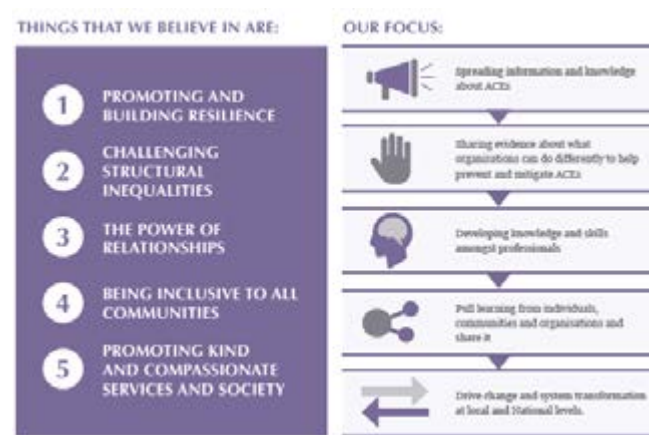 THINGS THAT WE BELIEVE IN ARE:
1 PROMOTING AND
BUILDING RESILIENCE
2 CHALLENGING
STRUCTURAL
INEQUALITIES
3 THE POWER OF
RELATIONSHIPS
4 BEING INCLUSIVE TO ALL
COMMUNITIES
5 PROMOTING KIND
AND COMPASSIONATE
SERVICES AND SOCIETY
OUR FOCUS:
Spreading information and knowledge
about ACEs
Sharing evidence about what
organisations can do differently to help
prevent and mitigate ACEs
Developing knowledge and skills
amongst professionals
Pull learning from individuals,
communities and organisations and
share it
Drive change and system transformation
at local and National levels.